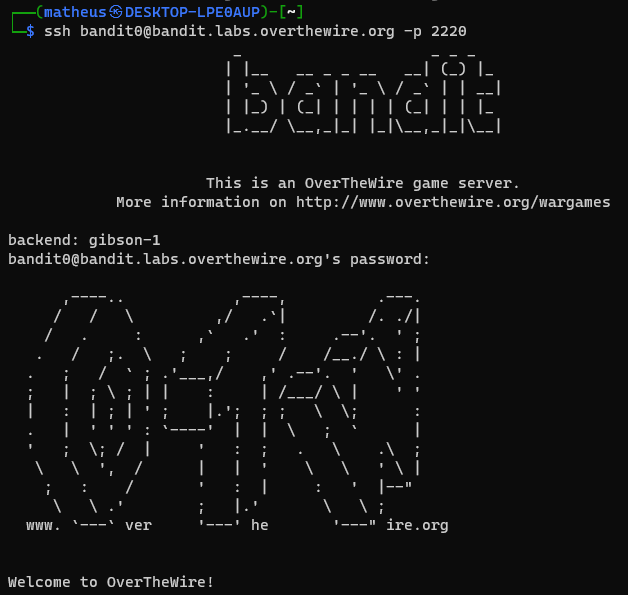 (matheus㉿DESKTOP-LPE0AUP)-[~]
$ ssh bandit0@bandit.labs.overthewire.org -p 2220
bandit
This is an OverTheWire game server.
More information on http://www.overthewire.org/wargames
backend: gibson-1
bandit0@bandit.labs.overthewire.org's password:
www. ver he ire.org
Welcome to OverTheWire!